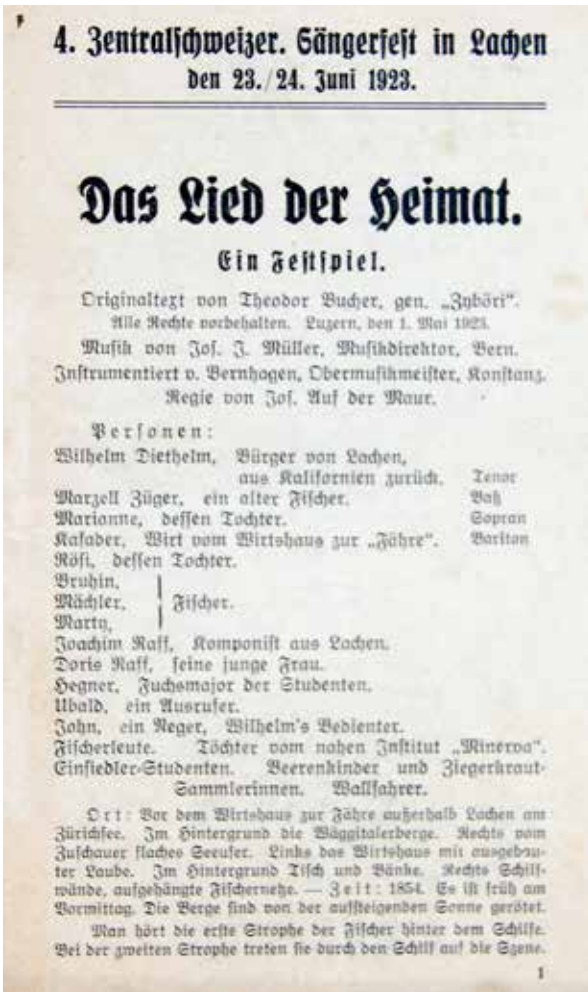 4. Zentralschweizer. Sängerfest in Lachen
den 23./24. Juni 1923.
Das Lied der Heimat.
Ein Festspiel.
Originaltext von Theodor Bucher, gen. „Zyböri“.
Alle Rechte vorbehalten. Luzern, den 1. Mai 1923.
Musik von Jos. J. Müller, Musikdirektor, Bern.
Instrumentiert v. Bernhagen, Obermusikmeister, Konstanz.
Regie von Jos. Auf der Maur.
Personen:
Wilhelm Diethelm, Bürger von Lachen,
aus Kalifornien zurück. Tenor
Marzell Züger, ein alter Fischer. Baß
Marianne, dessen Tochter. Sopran
Kafader, Wirt vom Wirtshaus zur „Fähre“. Bariton
Rösi, dessen Tochter.
Bruhin,
Mächler, Fischer.
Marty,
Joachim Raff, Komponist aus Lachen.
Doris Raff, seine junge Frau.
Hegner, Fuchsmajor der Studenten.
Ubald, ein Ausrufer.
John, ein Neger, Wilhelm's Bedienter.
Fischerleute. Töchter vom nahen Institut „Minerva“.
Einsiedler-Studenten. Beerenkinder und Ziegerkraut-
Sammlerinnen. Wallfahrer.
Ort: Vor dem Wirtshaus zur Fähre außerhalb Lachen am
Zürichsee. Im Hintergrund die Wäggitalerberge. Rechts vom
Zuschauer flaches Seeufer. Links das Wirtshaus mit ausgebau-
ter Laube. Im Hintergrund Tisch und Bänke. Rechts Schilf-
wände, aufgehängte Fischernetze. — Zeit: 1854. Es ist früh am
Vormittag. Die Berge sind von der aufsteigenden Sonne gerötet.
Man hört die erste Strophe der Fischer hinter dem Schilfe.
Bei der zweiten Strophe treten sie durch den Schilf auf die Szene.
1